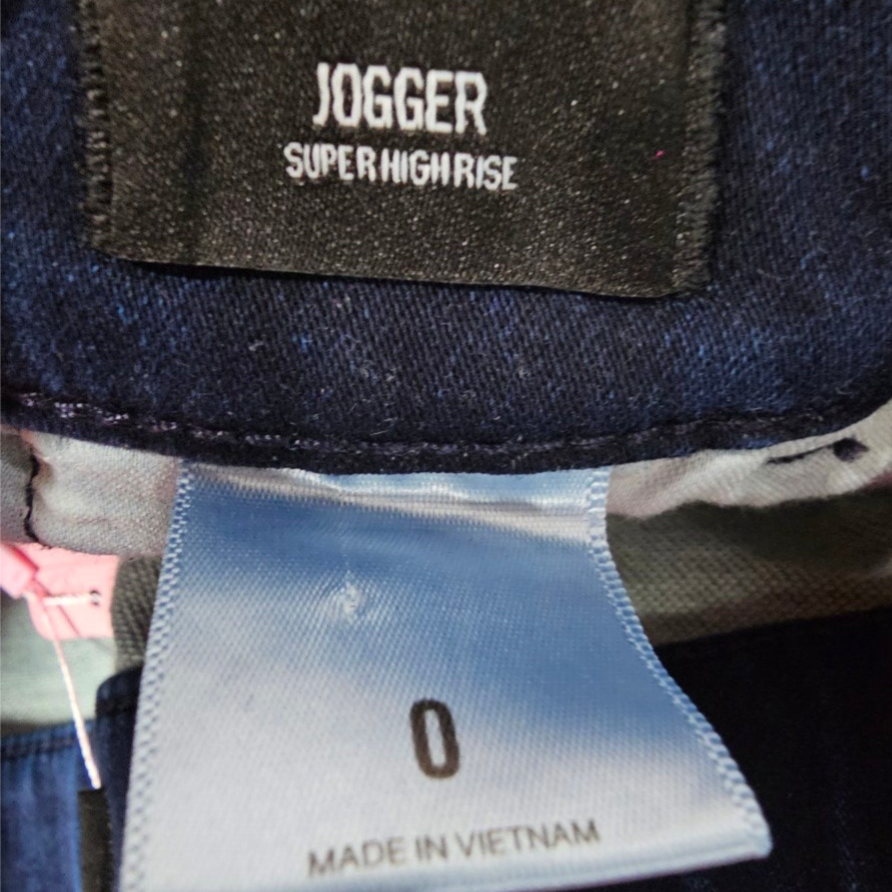 JOGGER
SUPER HIGH RISE
0
MADE IN VIETNAM